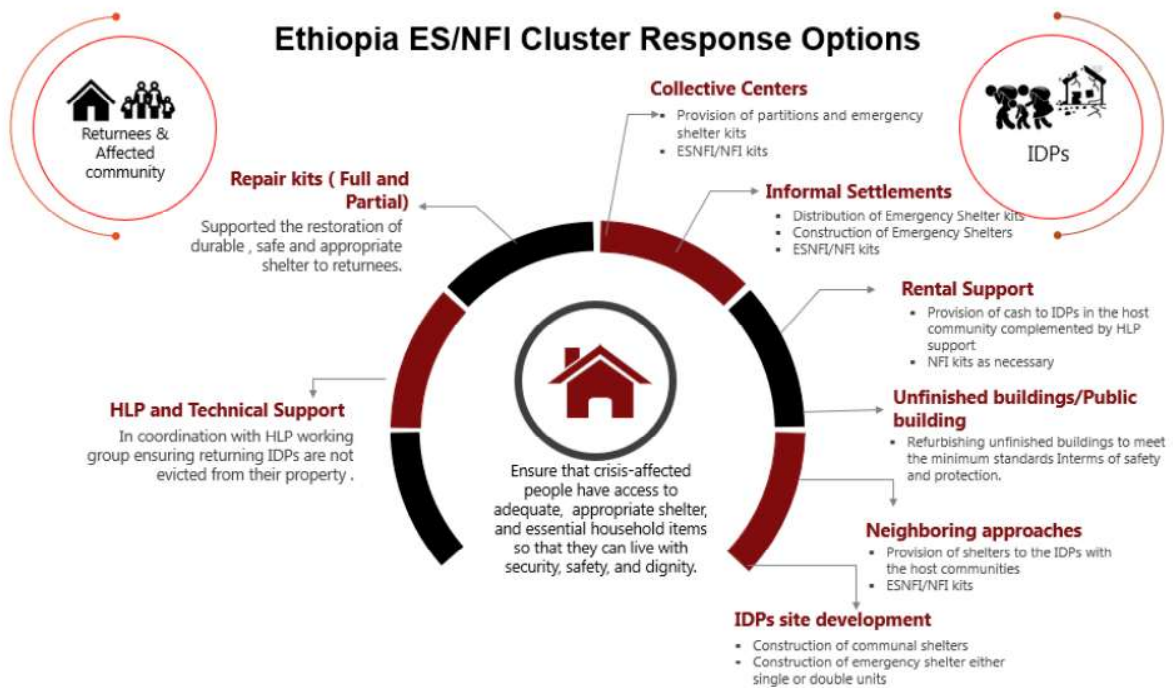 Ethiopia ES/NFI Cluster Response Options
Returnees &
Affected
community
Repair kits ( Full and
Partial)
Supported the restoration of
durable , safe and appropriate
shelter to returnees.
HLP and Technical Support
In coordination with HLP working
group ensuring returning IDPs are not
evicted from their property .
Ensure that crisis-affected
people have access to
adequate, appropriate shelter,
and essential household items
so that they can live with
security, safety, and dignity.
IDPs
Collective Centers
▪ Provision of partitions and emergency
shelter kits
▪ ESNFI/NFI kits
Informal Settlements
▪ Distribution of Emergency Shelter kits
▪ Construction of Emergency Shelters
▪ ESNFI/NFI kits
Rental Support
▪ Provision of cash to IDPs in the host
community complemented by HLP
support
▪ NFI kits as necessary
Unfinished buildings/Public
building
▪ Refurbishing unfinished buildings to meet
the minimum standards Interms of safety
and protection.
Neighboring approaches
▪ Provision of shelters to the IDPs with
the host communities
▪ ESNFI/NFI kits
IDPs site development
▪ Construction of communal shelters
▪ Construction of emergency shelter either
single or double units